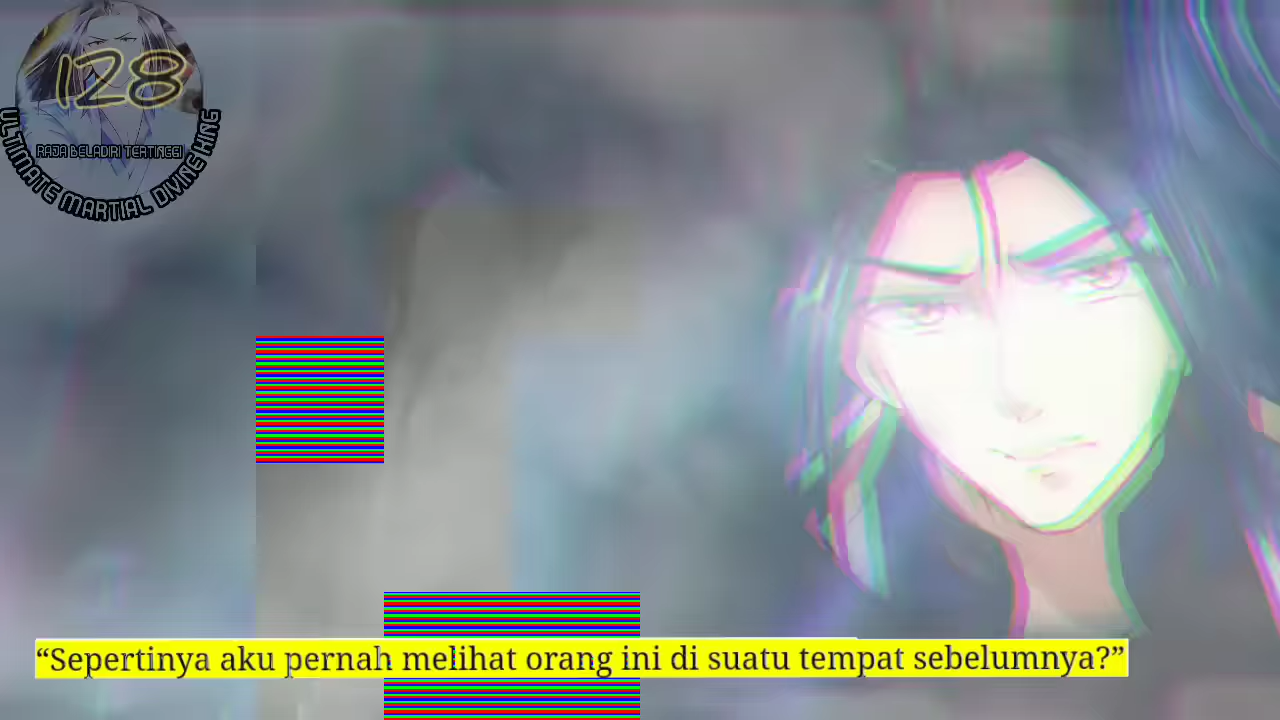 128
RAJA BELADIRI TERTINGGI
ULTIMATE MARTIAL DIVINE KING
“Sepertinya aku pernah melihat orang ini di suatu tempat sebelumnya?”